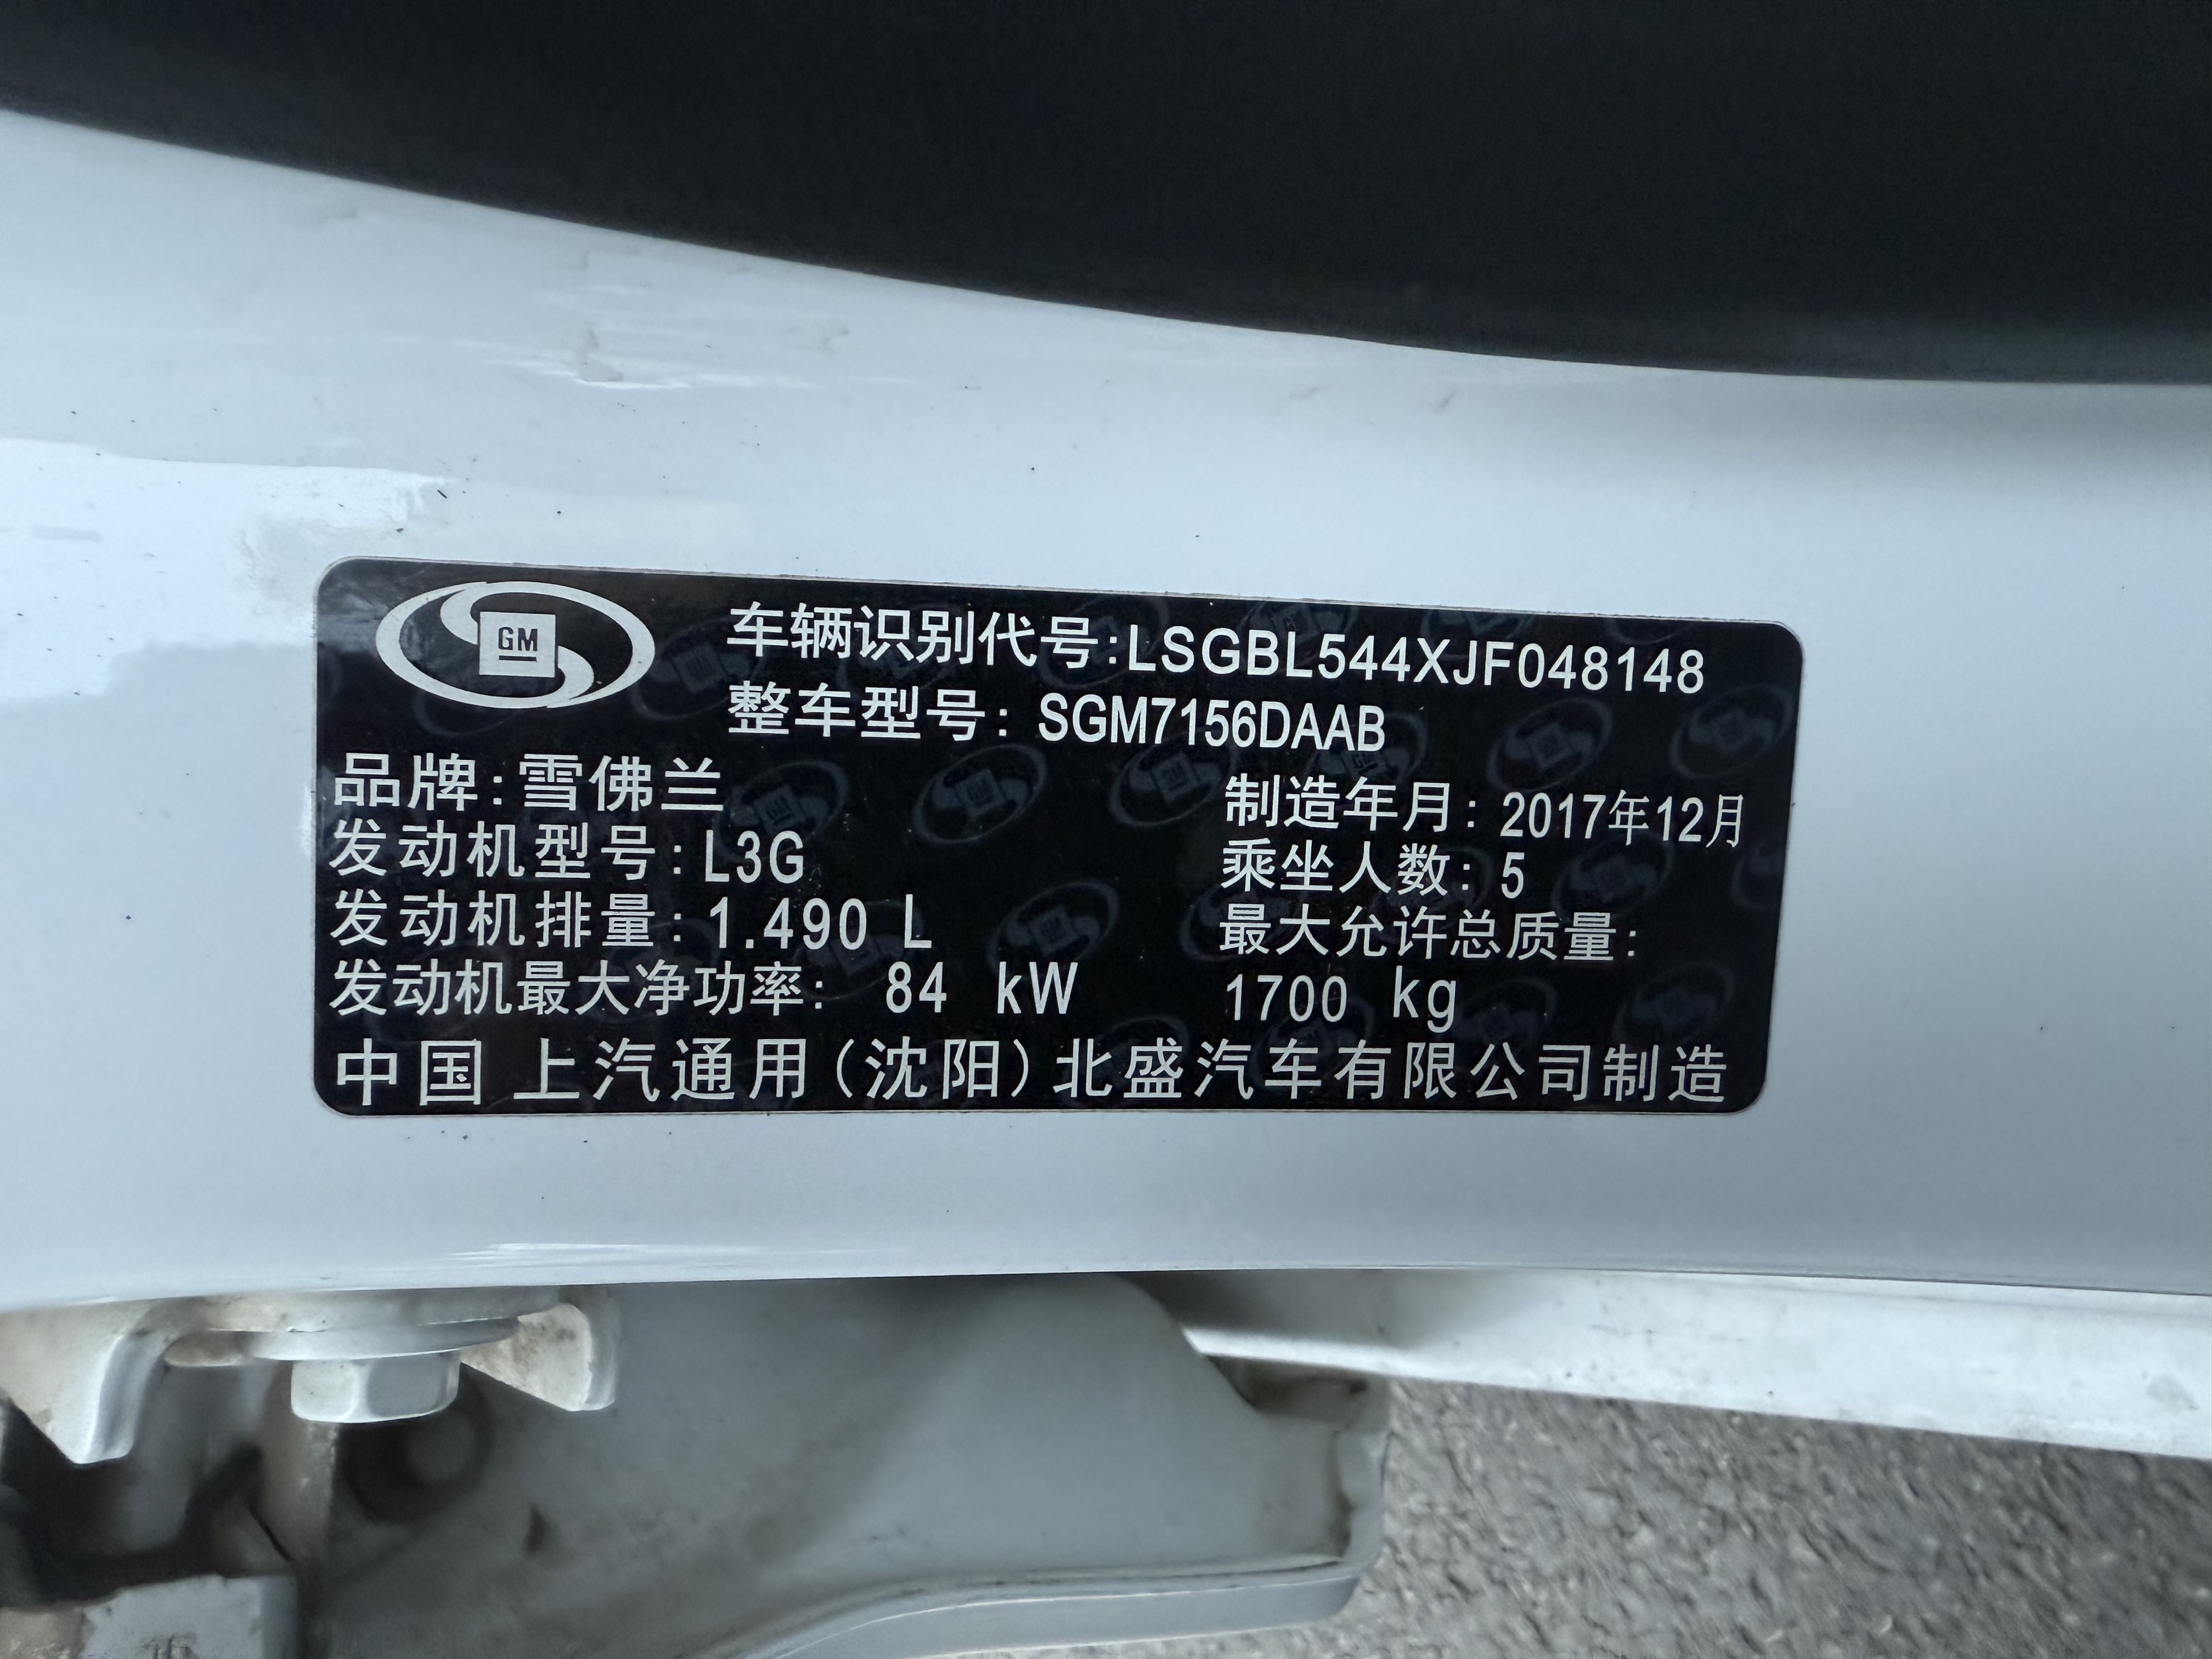 GM
车辆识别代号:LSGBL544XJF048148
整车型号: SGM7156DAAB
品牌:雪佛兰
制造年月: 2017年12月
发动机型号:L3G
乘坐人数: 5
发动机排量:1.490 L
最大允许总质量:
发动机最大净功率: 84 kW
1700 kg
中国 上汽通用(沈阳)北盛汽车有限公司制造